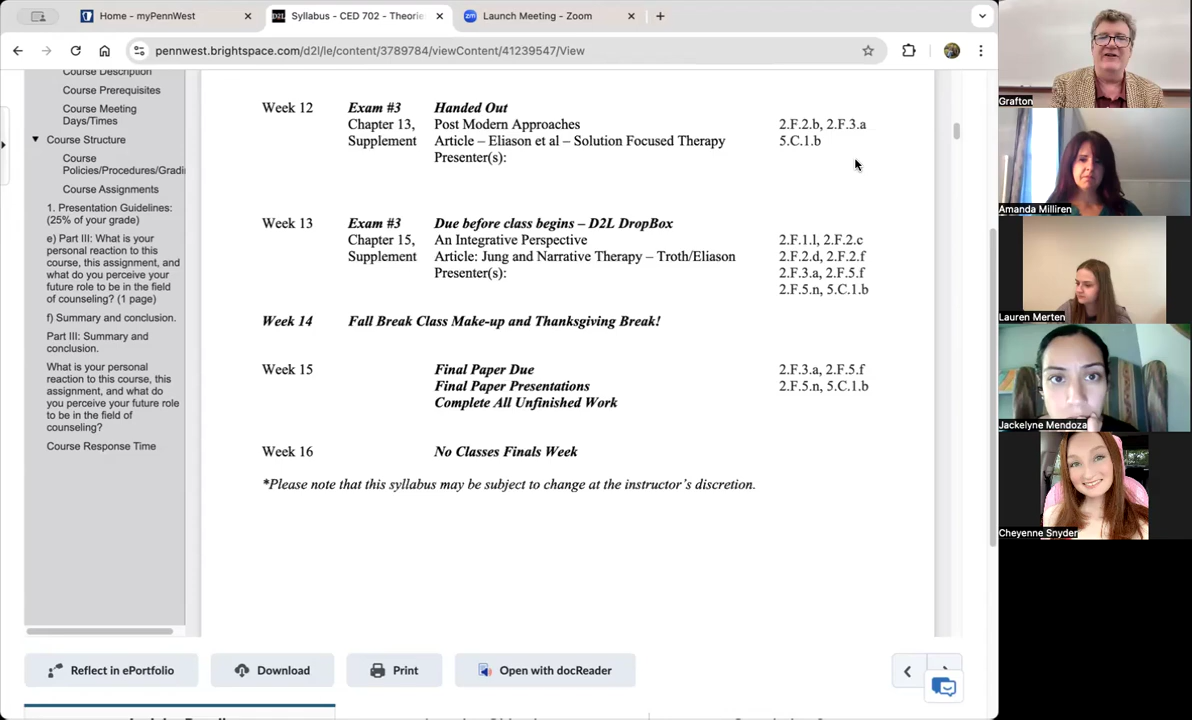 Home - myPennWest
Syllabus - CED 702 - Theorie
Launch Meeting - Zoom
pennwest.brightspace.com/d2l/le/content/3789784/viewContent/41239547/View
Course Description
Course Prerequisites
Course Meeting
Days/Times
Course Structure
Course
Policies/Procedures/Gradi
Course Assignments
1. Presentation Guidelines:
(25% of your grade)
e) Part III: What is your
personal reaction to this
course, this assignment, and
what do you perceive your
future role to be in the field
of counseling? (1 page)
f) Summary and conclusion.
Part III: Summary and
conclusion.
What is your personal
reaction to this course, this
assignment, and what do
you perceive your future role
to be in the field of
counseling?
Course Response Time
Week 12 Exam #3 Handed Out
Chapter 13, Post Modern Approaches 2.F.2.b, 2.F.3.a
Supplement Article – Eliason et al – Solution Focused Therapy 5.C.1.b
Presenter(s):
Week 13 Exam #3 Due before class begins – D2L DropBox
Chapter 15, An Integrative Perspective 2.F.1.l, 2.F.2.c
Supplement Article: Jung and Narrative Therapy – Troth/Eliason 2.F.2.d, 2.F.2.f
Presenter(s): 2.F.3.a, 2.F.5.f
2.F.5.n, 5.C.1.b
Week 14 Fall Break Class Make-up and Thanksgiving Break!
Week 15 Final Paper Due 2.F.3.a, 2.F.5.f
Final Paper Presentations 2.F.5.n, 5.C.1.b
Complete All Unfinished Work
Week 16 No Classes Finals Week
*Please note that this syllabus may be subject to change at the instructor's discretion.
Reflect in ePortfolio
Download
Print
Open with docReader
Grafton
Amanda Milliren
Lauren Merten
Jackelyne Mendoza
Cheyenne Snyder